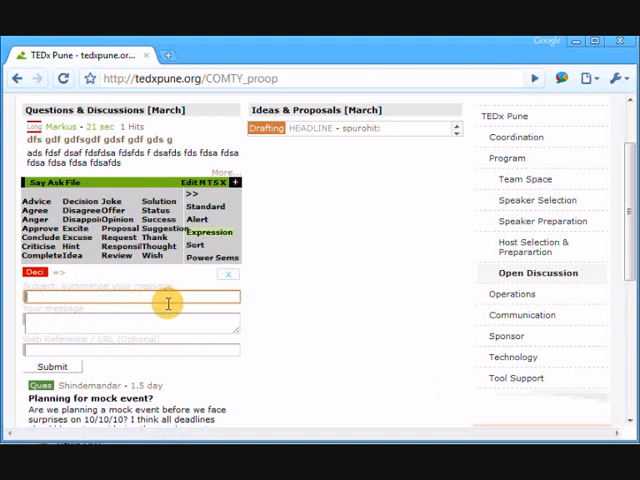 Google
TEDx Pune - tedxpune.or...
http://tedxpune.org/COMTY_proop
Questions & Discussions [March]
Long Markus - 21 sec 1 Hits
dfs gdf gdfsgdf gdsf gdf gds g
ads fdsf dsaf fdsfdsa fdsfds f dsafds fds fdsa fdsa
fdsa fdsa fdsa fdsafds
More...
Say Ask File Edit M T S X +
Advice Decision Joke Solution
Agree Disagree Offer Status
Anger Disappoi Opinion Success
Approve Excite Proposal Suggestion
Conclude Excuse Request Thank
Criticise Hint Respond Thought
Complete Idea Review Wish
>>
Standard
Alert
Expression
Sort
Power Sems
Deci => X
Subject: summarise your message
Your message
Web Reference / URL (Optional)
Submit
Ques Shindemandar - 1.5 day
Planning for mock event?
Are we planning a mock event before we face
surprises on 10/10/10? I think all deadlines
Ideas & Proposals [March]
Drafting HEADLINE - spurohit:
TEDx Pune
Coordination
Program
Team Space
Speaker Selection
Speaker Preparation
Host Selection &
Preparartion
Open Discussion
Operations
Communication
Sponsor
Technology
Tool Support